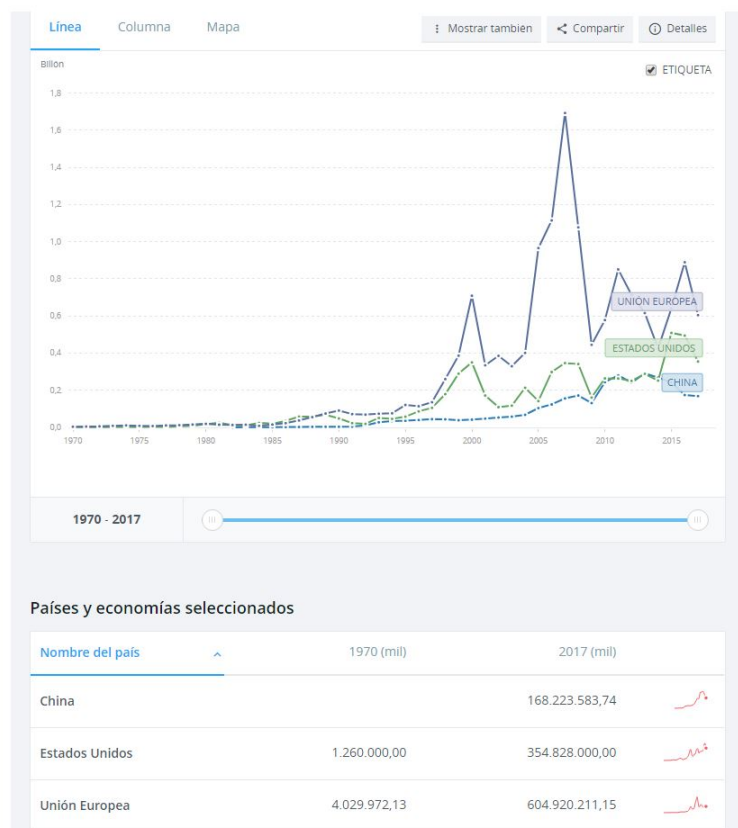 Línea Columna Mapa Mostrar tambien Compartir Detalles
Billón
ETIQUETA
1,8
1,6
1,4
1,2
1,0
0,8
UNIÓN EUROPEA
0,6
0,4
ESTADOS UNIDOS
0,2
CHINA
0,0
1970 1975 1980 1985 1990 1995 2000 2005 2010 2015
1970 - 2017
Países y economías seleccionados
Nombre del país 1970 (mil) 2017 (mil)
China 168.223.583,74
Estados Unidos 1.260.000,00 354.828.000,00
Unión Europea 4.029.972,13 604.920.211,15